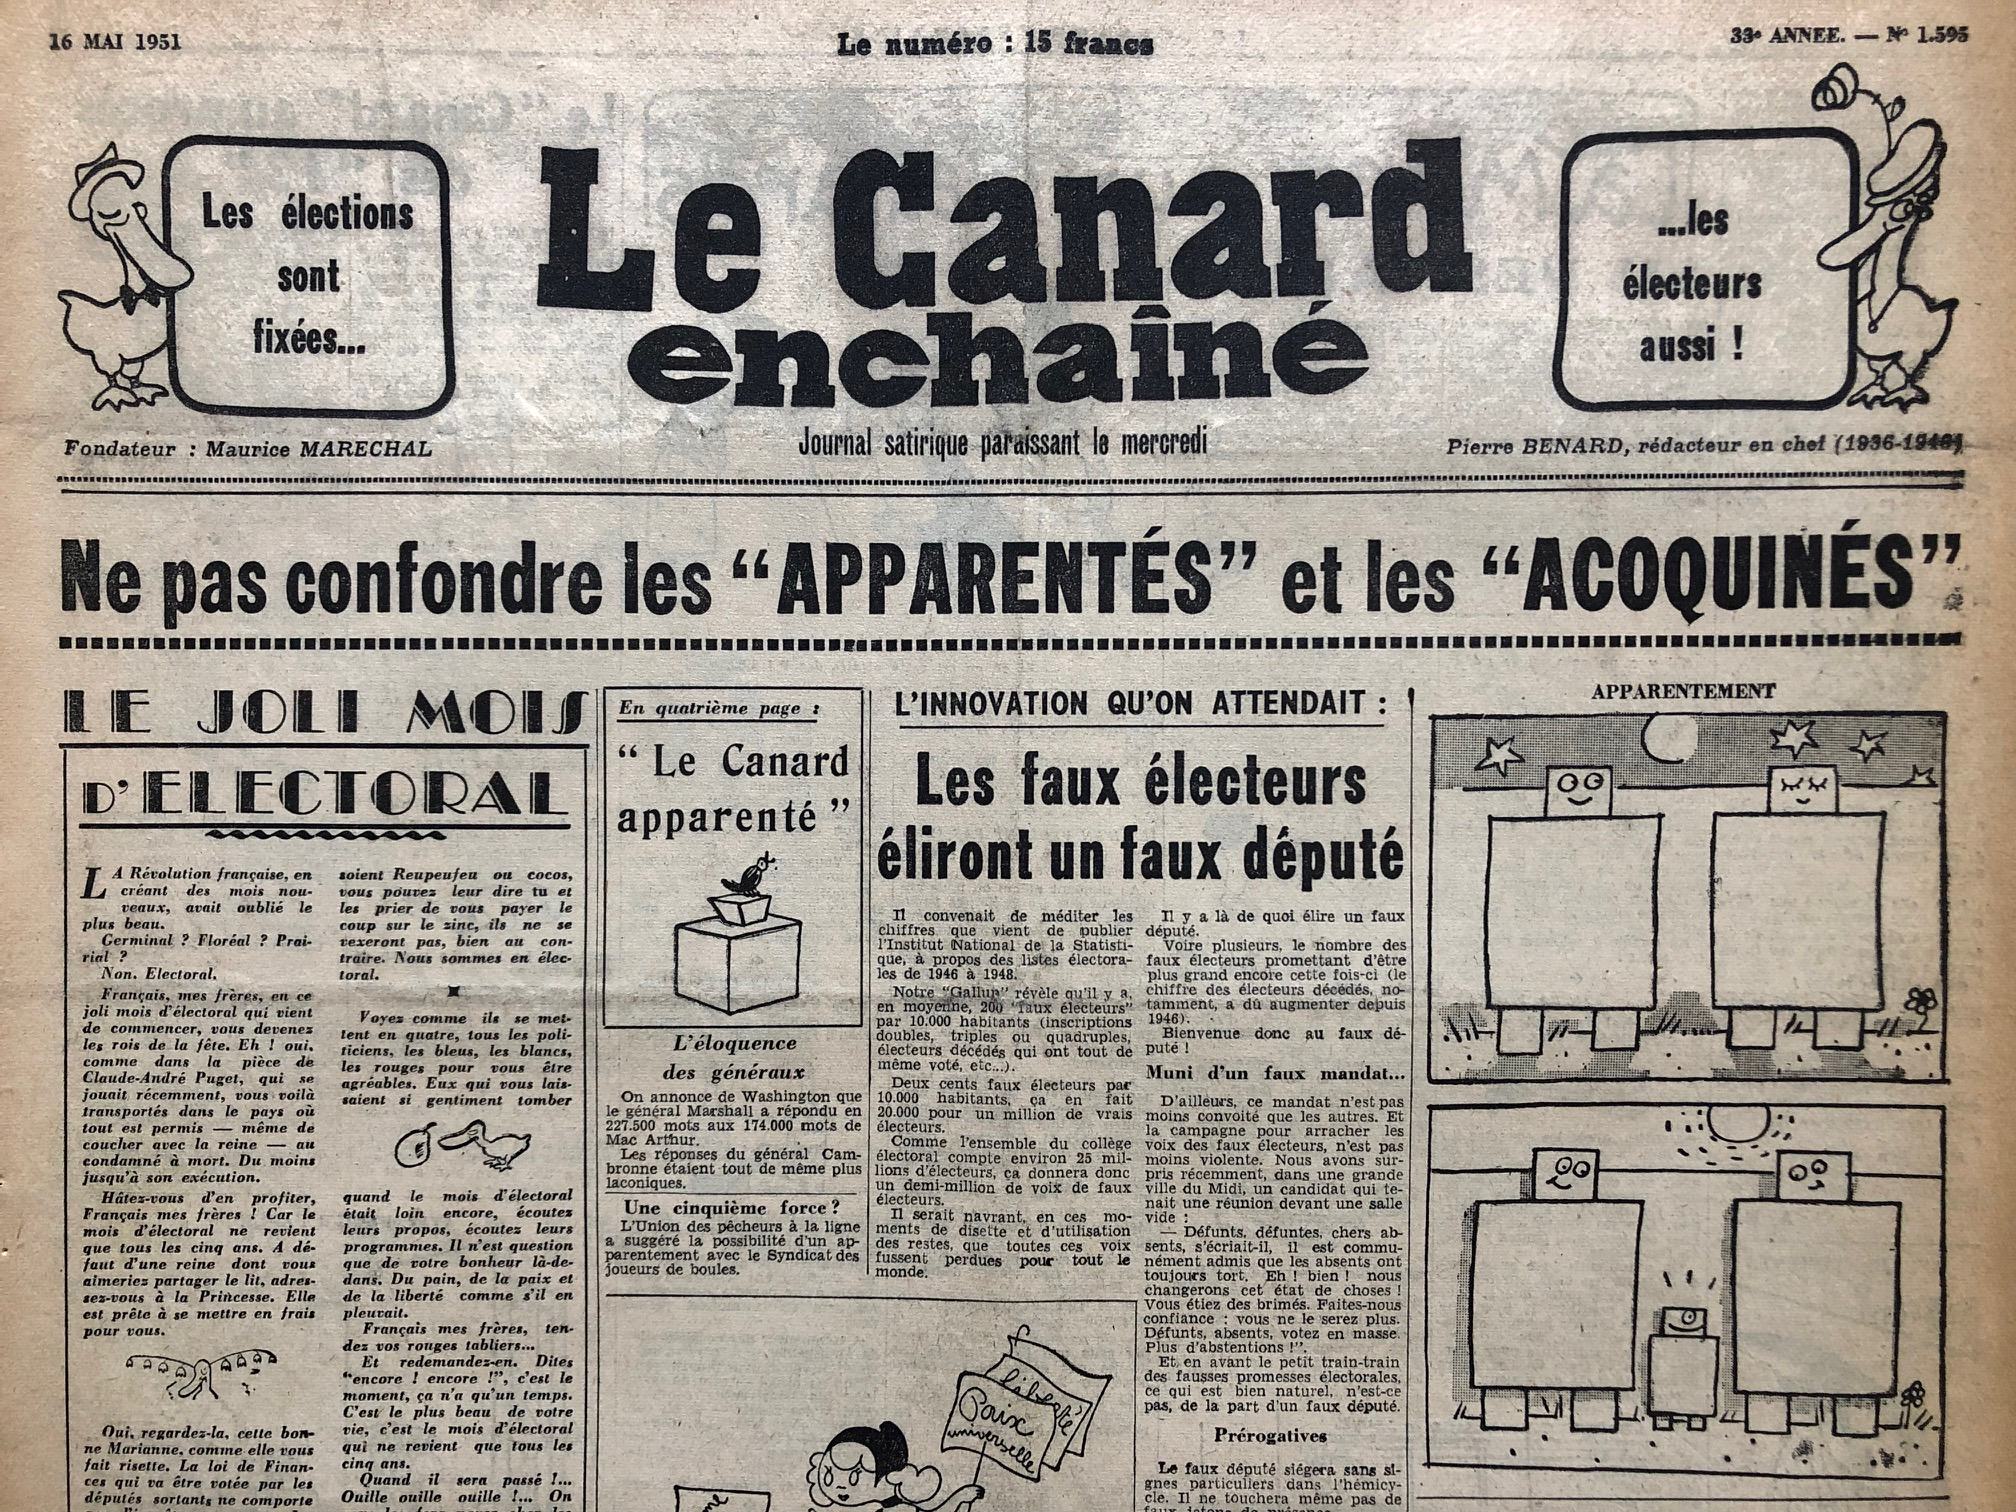 16 MAI 1951
Le numéro : 15 francs
33e ANNEE. — N° 1.595
Les élections
sont
fixées...
Le Canard
enchaîné
...les
électeurs
aussi !
Fondateur : Maurice MARECHAL
Journal satirique paraissant le mercredi
Pierre BENARD, rédacteur en chef (1936-1946)
Ne pas confondre les “APPARENTÉS” et les “ACOQUINÉS”
LE JOLI MOIS
D'ELECTORAL
LA Révolution française, en
créant des mois nou-
veaux, avait oublié le
plus beau.
Germinal ? Floréal ? Prai-
rial ?
Non. Electoral.
Français, mes frères, en ce
joli mois d'électoral qui vient
de commencer, vous devenez
les rois de la fête. Eh ! oui,
comme dans la pièce de
Claude-André Puget, qui se
jouait récemment, vous voilà
transportés dans le pays où
tout est permis — même de
coucher avec la reine — au
condamné à mort. Du moins
jusqu'à son exécution.
Hâtez-vous d'en profiter,
Français mes frères ! Car le
mois d'électoral ne revient
que tous les cinq ans. A dé-
faut d'une reine dont vous
aimeriez partager le lit, adres-
sez-vous à la Princesse. Elle
est prête à se mettre en frais
pour vous.
Oui, regardez-la, cette bon-
ne Marianne, comme elle vous
fait risette. La loi de Finan-
ces qui va être votée par les
députés sortants ne comporte
soient Reupeufeu ou cocos,
vous pouvez leur dire tu et
les prier de vous payer le
coup sur le zinc, ils ne se
vexeront pas, bien au con-
traire. Nous sommes en élec-
toral.
Voyez comme ils se met-
tent en quatre, tous les poli-
ticiens, les bleus, les blancs,
les rouges pour vous être
agréables. Eux qui vous lais-
saient si gentiment tomber
quand le mois d'électoral
était loin encore, écoutez
leurs propos, écoutez leurs
programmes. Il n'est question
que de votre bonheur là-de-
dans. Du pain, de la paix et
de la liberté comme s'il en
pleuvait.
Français mes frères, ten-
dez vos rouges tabliers...
Et redemandez-en. Dites
“encore ! encore !”, c'est le
moment, ça n'a qu'un temps.
C'est le plus beau de votre
vie, c'est le mois d'électoral
qui ne revient que tous les
cinq ans.
Quand il sera passé !...
Ouille ouille ouille !... On
En quatrième page :
“ Le Canard
apparenté ”
L'éloquence
des généraux
On annonce de Washington que
le général Marshall a répondu en
227.500 mots aux 174.000 mots de
Mac Arthur.
Les réponses du général Cam-
bronne étaient tout de même plus
laconiques.
Une cinquième force ?
L'Union des pêcheurs à la ligne
a suggéré la possibilité d'un ap-
parentement avec le Syndicat des
joueurs de boules.
liberté
Paix
universelle
L'INNOVATION QU'ON ATTENDAIT :
Les faux électeurs
éliront un faux député
Il convenait de méditer les
chiffres que vient de publier
l'Institut National de la Statisti-
que, à propos des listes électora-
les de 1946 à 1948.
Notre “Gallup” révèle qu'il y a,
en moyenne, 200 “faux électeurs”
par 10.000 habitants (inscriptions
doubles, triples ou quadruples,
électeurs décédés qui ont tout de
même voté, etc...).
Deux cents faux électeurs par
10.000 habitants, ça en fait
20.000 pour un million de vrais
électeurs.
Comme l'ensemble du collège
électoral compte environ 25 mil-
lions d'électeurs, ça donnera donc
un demi-million de voix de faux
électeurs.
Il serait navrant, en ces mo-
ments de disette et d'utilisation
des restes, que toutes ces voix
fussent perdues pour tout le
monde.
Il y a là de quoi élire un faux
député.
Voire plusieurs, le nombre des
faux électeurs promettant d'être
plus grand encore cette fois-ci (le
chiffre des électeurs décédés, no-
tamment, a dû augmenter depuis
1946).
Bienvenue donc au faux dé-
puté !
Muni d'un faux mandat...
D'ailleurs, ce mandat n'est pas
moins convoité que les autres. Et
la campagne pour arracher les
voix des faux électeurs, n'est pas
moins violente. Nous avons sur-
pris récemment, dans une grande
ville du Midi, un candidat qui te-
nait une réunion devant une salle
vide :
— Défunts, défuntes, chers ab-
sents, s'écriait-il, il est commu-
nément admis que les absents ont
toujours tort. Eh ! bien ! nous
changerons cet état de choses !
Vous étiez des brimés. Faites-nous
confiance : vous ne le serez plus.
Défunts, absents, votez en masse.
Plus d'abstentions !”.
Et, en avant le petit train-train
des fausses promesses électorales,
ce qui est bien naturel, n'est-ce
pas, de la part d'un faux député.
Prérogatives
Le faux député siégera sans si-
gnes particuliers dans l'hémicy-
cle. Il ne touchera même pas de
APPARENTEMENT